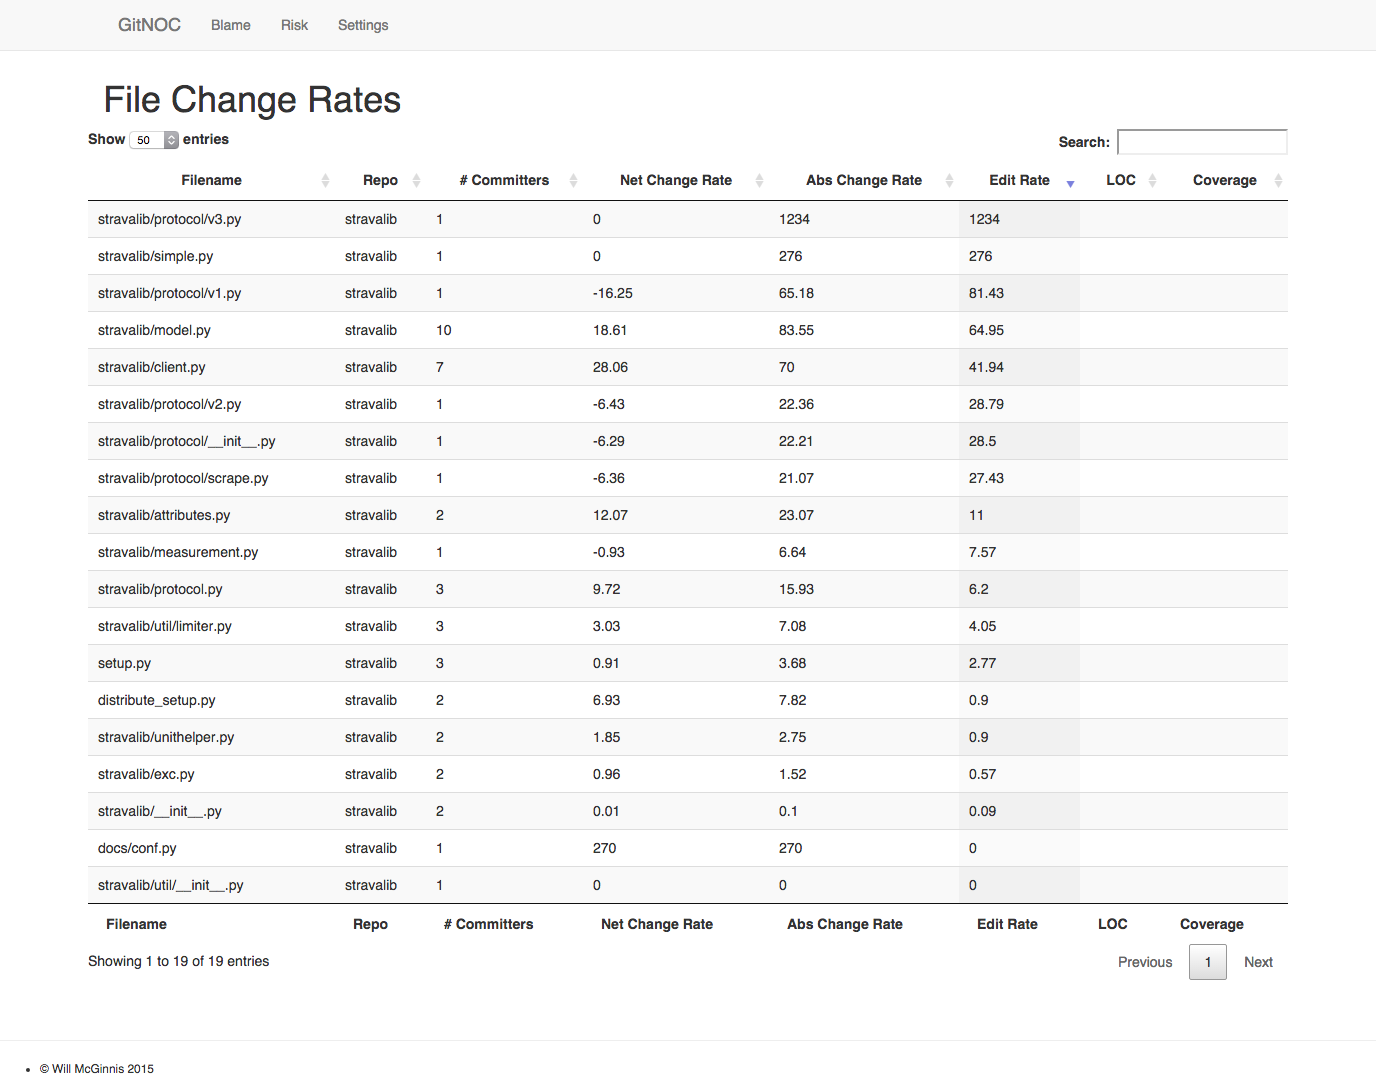 GitNOC Blame Risk Settings
File Change Rates
Show 50 entries
Search:
Filename Repo # Committers Net Change Rate Abs Change Rate Edit Rate LOC Coverage
stravalib/protocol/v3.py stravalib 1 0 1234 1234
stravalib/simple.py stravalib 1 0 276 276
stravalib/protocol/v1.py stravalib 1 -16.25 65.18 81.43
stravalib/model.py stravalib 10 18.61 83.55 64.95
stravalib/client.py stravalib 7 28.06 70 41.94
stravalib/protocol/v2.py stravalib 1 -6.43 22.36 28.79
stravalib/protocol/__init__.py stravalib 1 -6.29 22.21 28.5
stravalib/protocol/scrape.py stravalib 1 -6.36 21.07 27.43
stravalib/attributes.py stravalib 2 12.07 23.07 11
stravalib/measurement.py stravalib 1 -0.93 6.64 7.57
stravalib/protocol.py stravalib 3 9.72 15.93 6.2
stravalib/util/limiter.py stravalib 3 3.03 7.08 4.05
setup.py stravalib 3 0.91 3.68 2.77
distribute_setup.py stravalib 2 6.93 7.82 0.9
stravalib/unithelper.py stravalib 2 1.85 2.75 0.9
stravalib/exc.py stravalib 2 0.96 1.52 0.57
stravalib/__init__.py stravalib 2 0.01 0.1 0.09
docs/conf.py stravalib 1 270 270 0
stravalib/util/__init__.py stravalib 1 0 0 0
Filename Repo # Committers Net Change Rate Abs Change Rate Edit Rate LOC Coverage
Showing 1 to 19 of 19 entries
Previous 1 Next
• © Will McGinnis 2015